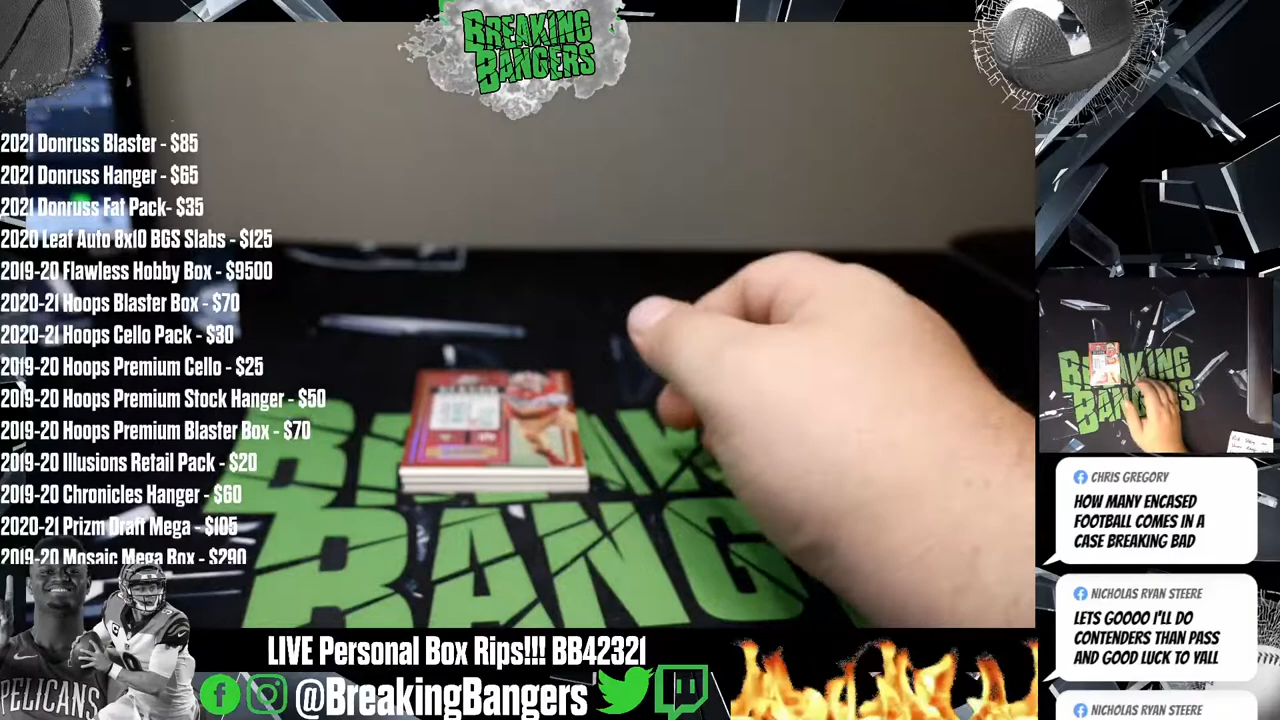 BREAKING
BANGERS
2021 Donruss Blaster - $85
2021 Donruss Hanger - $65
2021 Donruss Fat Pack- $35
2020 Leaf Auto 8x10 BGS Slabs - $125
2019-20 Flawless Hobby Box - $9500
2020-21 Hoops Blaster Box - $70
2020-21 Hoops Cello Pack - $30
2019-20 Hoops Premium Cello - $25
2019-20 Hoops Premium Stock Hanger - $50
2019-20 Hoops Premium Blaster Box - $70
2019-20 Illusions Retail Pack - $20
2019-20 Chronicles Hanger - $60
2020-21 Prizm Draft Mega - $105
2019-20 Mosaic Mega Box - $290
BREAKING
BANG
BREAKING
BANGERS
CHRIS GREGORY
HOW MANY ENCASED
FOOTBALL COMES IN A
CASE BREAKING BAD
NICHOLAS RYAN STEERE
LETS GOOOO I'LL DO
CONTENDERS THAN PASS
AND GOOD LUCK TO YALL
NICHOLAS RYAN STEERE
PELICANS
LIVE Personal Box Rips!!! BB42321
@BreakingBangers